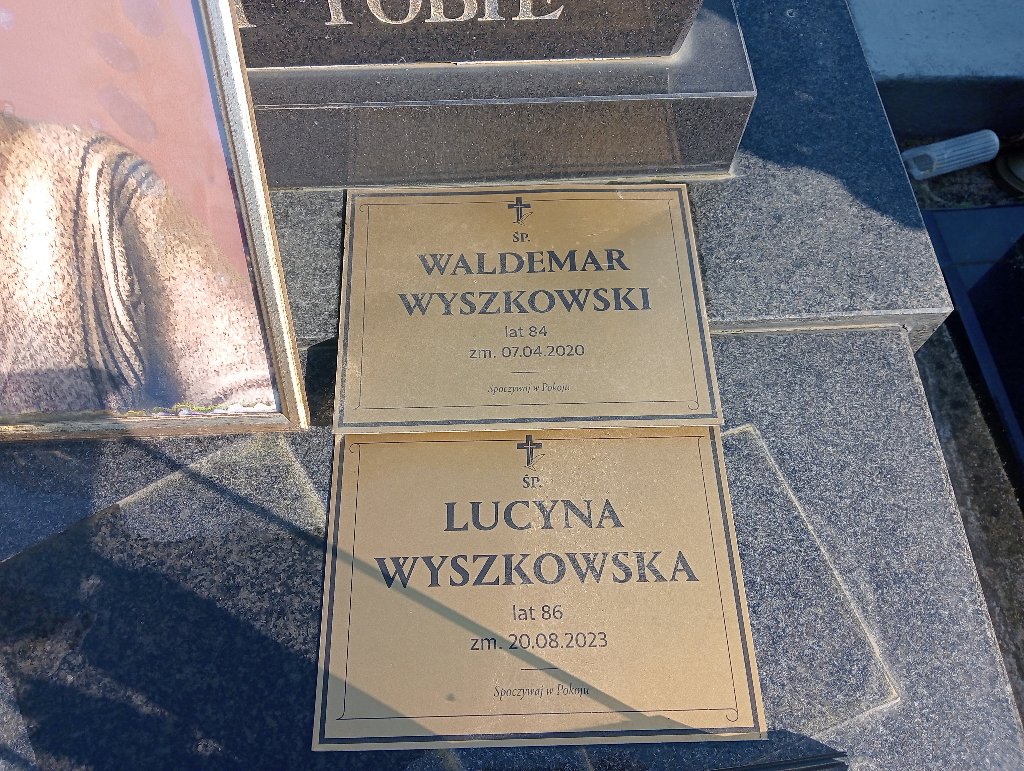 TOBIE
ŚP.
WALDEMAR
WYSZKOWSKI
lat 84
zm. 07.04.2020
Spoczywaj w Pokoju
ŚP.
LUCYNA
WYSZKOWSKA
lat 86
zm. 20.08.2023
Spoczywaj w Pokoju